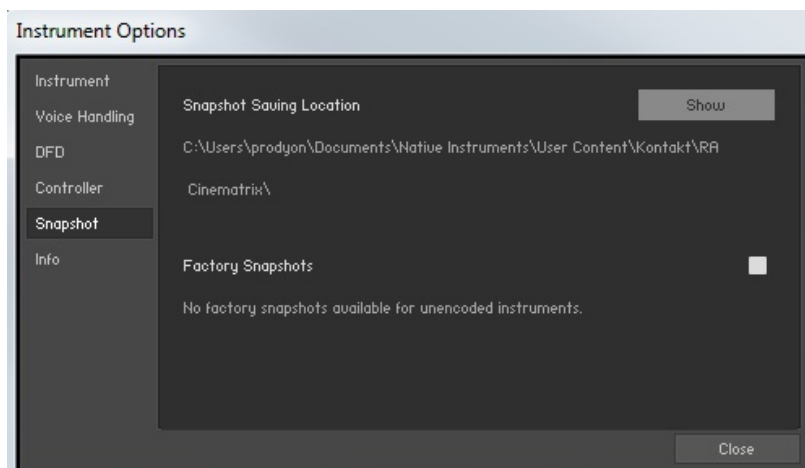 Instrument Options
Instrument
Voice Handling
DFD
Controller
Snapshot
Info
Snapshot Saving Location
Show
C:\Users\prodyon\Documents\Native Instruments\User Content\Kontakt\RA
Cinematrix\
Factory Snapshots
No factory snapshots available for unencoded instruments.
Close